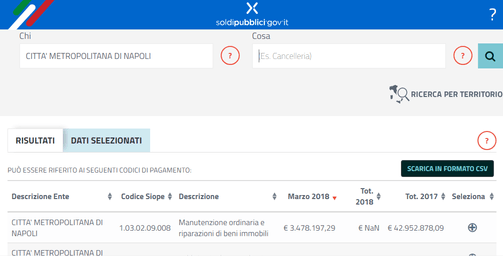 soldipubblici gov.it
?
Chi
Cosa
CITTA' METROPOLITANA DI NAPOLI
?
(Es. Cancelleria)
?
RICERCA PER TERRITORIO
RISULTATI
DATI SELEZIONATI
?
PUÒ ESSERE RIFERITO AI SEGUENTI CODICI DI PAGAMENTO:
SCARICA IN FORMATO CSV
Descrizione Ente
Codice Siope
Descrizione
Marzo 2018
Tot.
2018
Tot. 2017
Seleziona
CITTA' METROPOLITANA DI
NAPOLI
1.03.02.09.008
Manutenzione ordinaria e
riparazioni di beni immobili
€ 3.478.197,29
€ NaN
€ 42.952.878,09
CITTA' METROPOLITANA DI